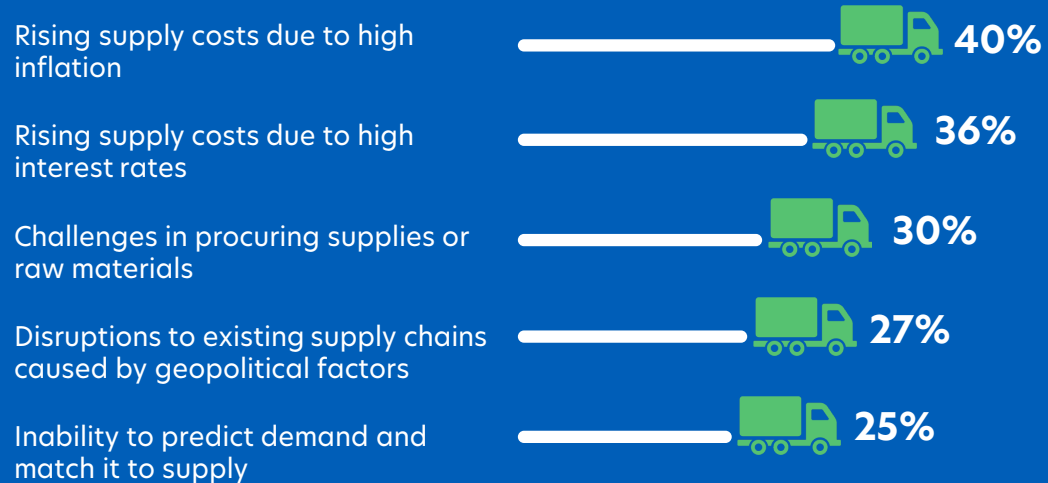 Rising supply costs due to high
inflation
40%
Rising supply costs due to high
interest rates
36%
Challenges in procuring supplies or
raw materials
30%
Disruptions to existing supply chains
caused by geopolitical factors
27%
Inability to predict demand and
match it to supply
25%